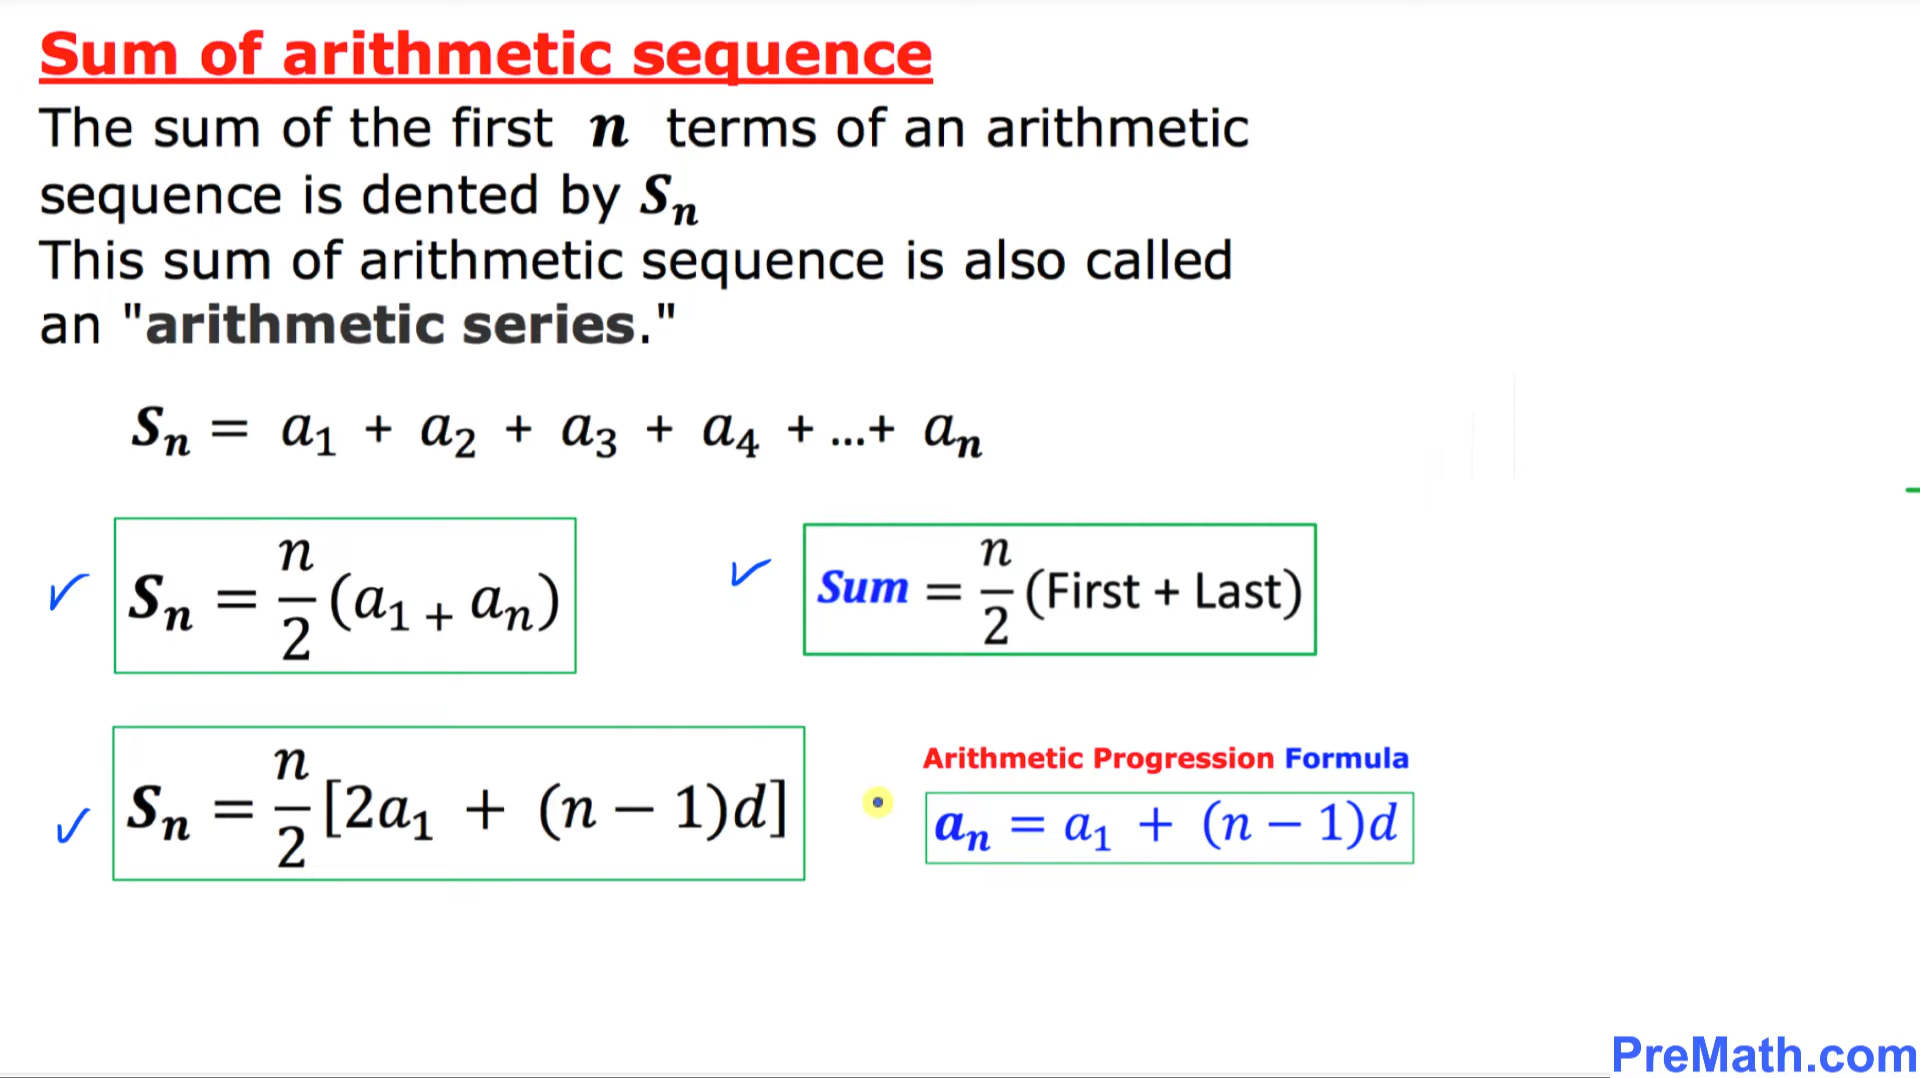 Sum of arithmetic sequence
The sum of the first n terms of an arithmetic
sequence is dented by Sₙ
This sum of arithmetic sequence is also called
an "arithmetic series."
Sₙ = a₁ + a₂ + a₃ + a₄ + ...+ aₙ
Sₙ = n/2 (a₁ + aₙ)
Sum = n/2 (First + Last)
Sₙ = n/2 [2a₁ + (n − 1)d]
Arithmetic Progression Formula
aₙ = a₁ + (n − 1)d
PreMath.com